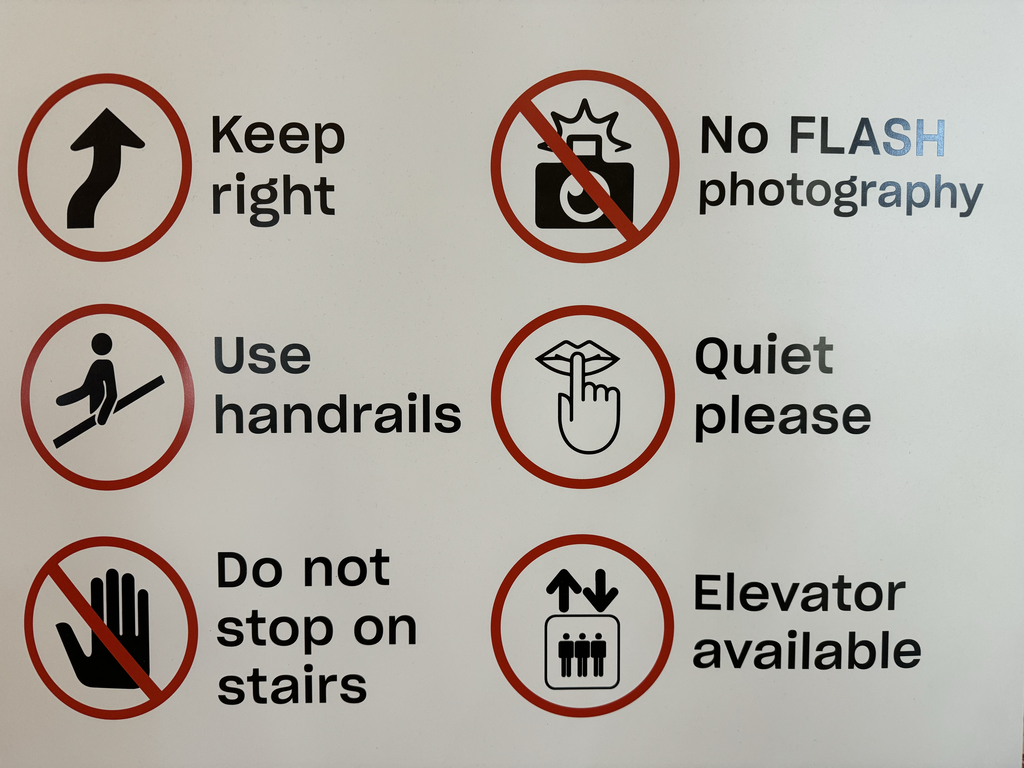 Keep
right
No FLASH
photography
Use
handrails
Quiet
please
Do not
stop on
stairs
Elevator
available